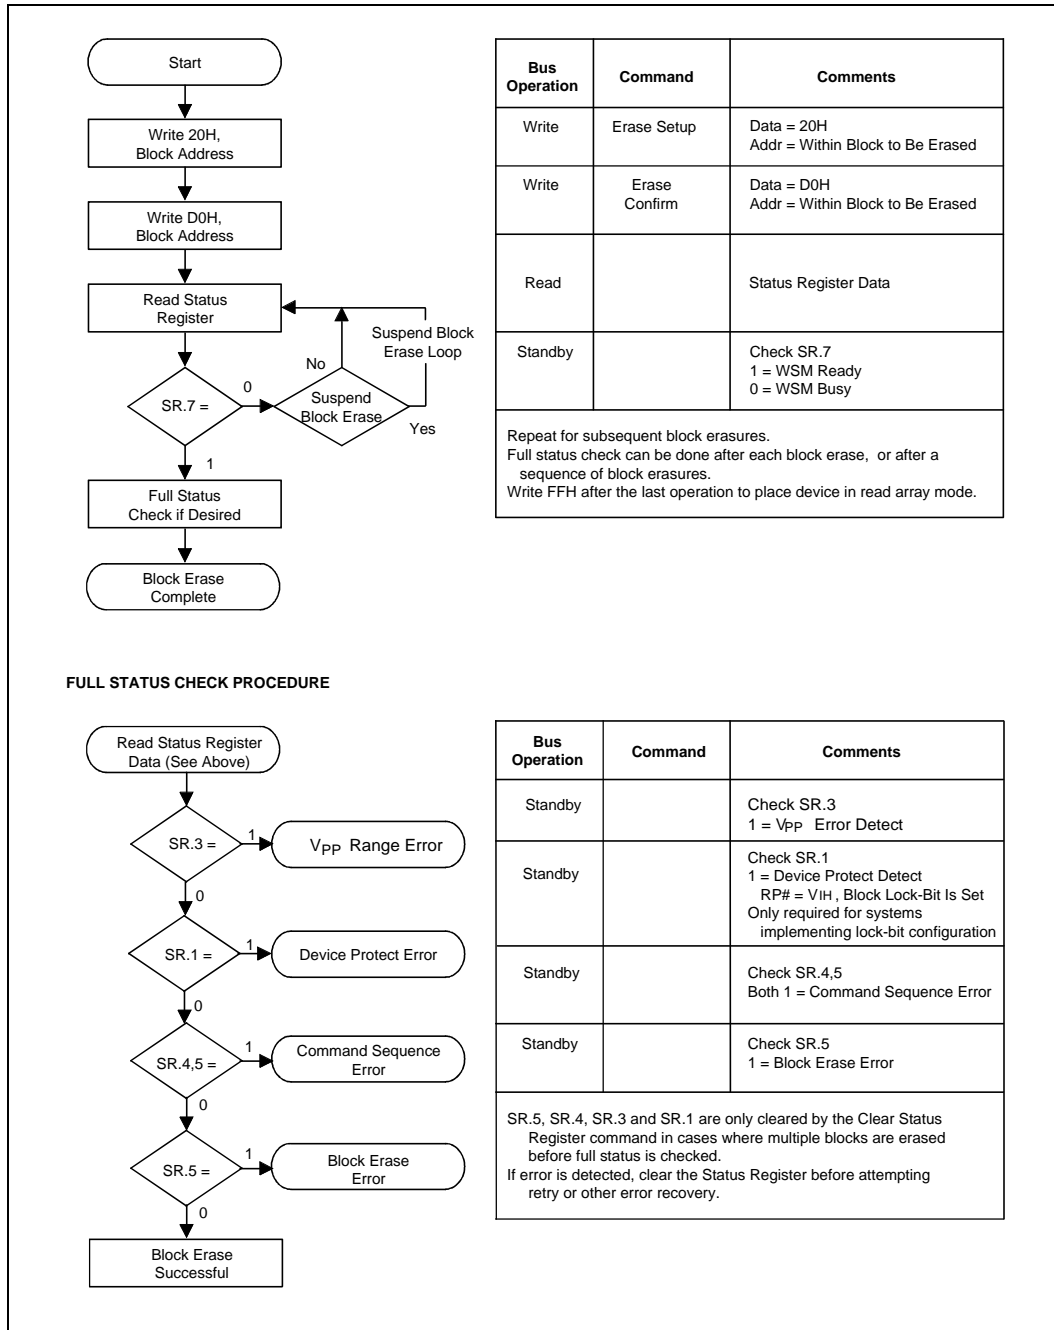 Start
Write 20H,
Block Address
Write D0H,
Block Address
Read Status
Register
Suspend Block
Erase Loop
No
0
SR.7 =
Suspend
Block Erase
Yes
1
Full Status
Check if Desired
Block Erase
Complete
Bus
Operation
Command
Comments
Write
Erase Setup
Data = 20H
Addr = Within Block to Be Erased
Write
Erase
Confirm
Data = D0H
Addr = Within Block to Be Erased
Read
Status Register Data
Standby
Check SR.7
1 = WSM Ready
0 = WSM Busy
Repeat for subsequent block erasures.
Full status check can be done after each block erase, or after a
sequence of block erasures.
Write FFH after the last operation to place device in read array mode.
FULL STATUS CHECK PROCEDURE
Read Status Register
Data (See Above)
SR.3 =
1
VPP Range Error
0
SR.1 =
1
Device Protect Error
0
SR.4,5 =
1
Command Sequence
Error
0
SR.5 =
1
Block Erase
Error
0
Block Erase
Successful
Bus
Operation
Command
Comments
Standby
Check SR.3
1 = VPP Error Detect
Standby
Check SR.1
1 = Device Protect Detect
RP# = VIH, Block Lock-Bit Is Set
Only required for systems
implementing lock-bit configuration
Standby
Check SR.4,5
Both 1 = Command Sequence Error
Standby
Check SR.5
1 = Block Erase Error
SR.5, SR.4, SR.3 and SR.1 are only cleared by the Clear Status
Register command in cases where multiple blocks are erased
before full status is checked.
If error is detected, clear the Status Register before attempting
retry or other error recovery.